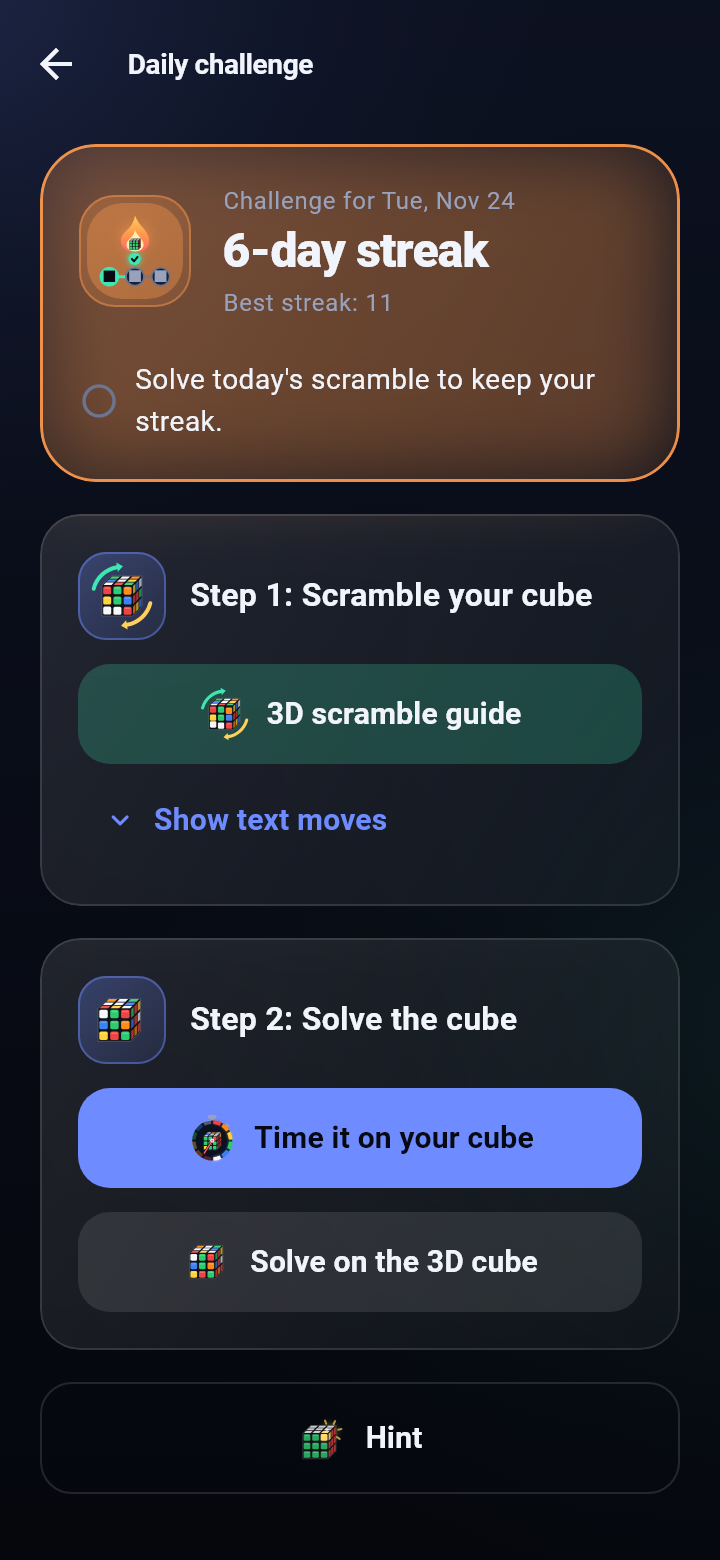 Daily challenge
Challenge for Tue, Nov 24
6-day streak
Best streak: 11
Solve today's scramble to keep your
streak.
Step 1: Scramble your cube
3D scramble guide
Show text moves
Step 2: Solve the cube
Time it on your cube
Solve on the 3D cube
Hint